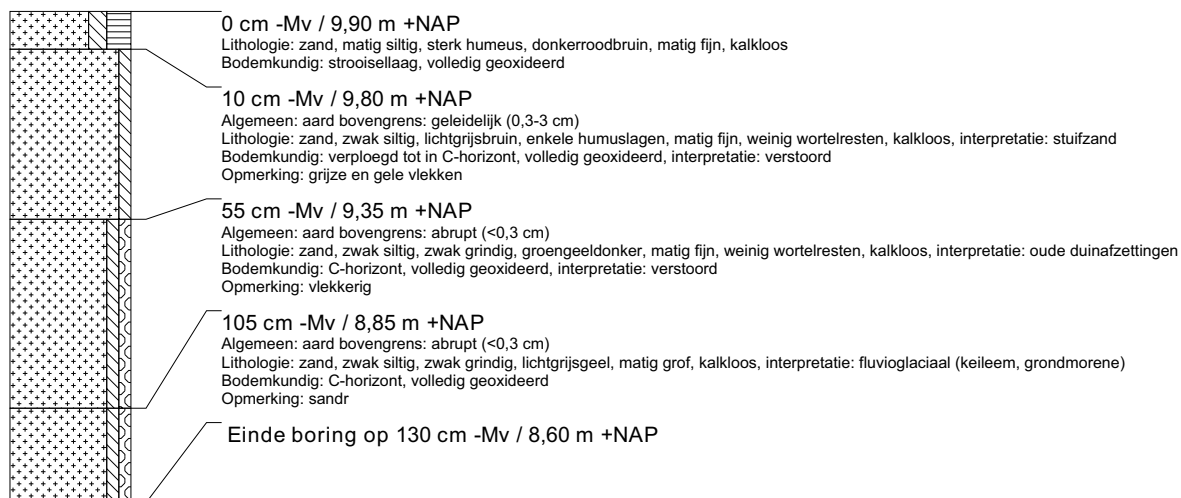 0 cm -Mv / 9,90 m +NAP
Lithologie: zand, matig siltig, sterk humeus, donkerroodbruin, matig fijn, kalkloos
Bodemkundig: strooisellaag, volledig geoxideerd
10 cm -Mv / 9,80 m +NAP
Algemeen: aard bovengrens: geleidelijk (0,3-3 cm)
Lithologie: zand, zwak siltig, lichtgrijsbruin, enkele humuslagen, matig fijn, weinig wortelresten, kalkloos, interpretatie: stuifzand
Bodemkundig: verploegd tot in C-horizont, volledig geoxideerd, interpretatie: verstoord
Opmerking: grijze en gele vlekken
55 cm -Mv / 9,35 m +NAP
Algemeen: aard bovengrens: abrupt (<0,3 cm)
Lithologie: zand, zwak siltig, zwak grindig, groengeeldonker, matig fijn, weinig wortelresten, kalkloos, interpretatie: oude duinafzettingen
Bodemkundig: C-horizont, volledig geoxideerd, interpretatie: verstoord
Opmerking: vlekkerig
105 cm -Mv / 8,85 m +NAP
Algemeen: aard bovengrens: abrupt (<0,3 cm)
Lithologie: zand, zwak siltig, zwak grindig, lichtgrijsgeel, matig grof, kalkloos, interpretatie: fluvioglaciaal (keileem, grondmorene)
Bodemkundig: C-horizont, volledig geoxideerd
Opmerking: sandr
Einde boring op 130 cm -Mv / 8,60 m +NAP